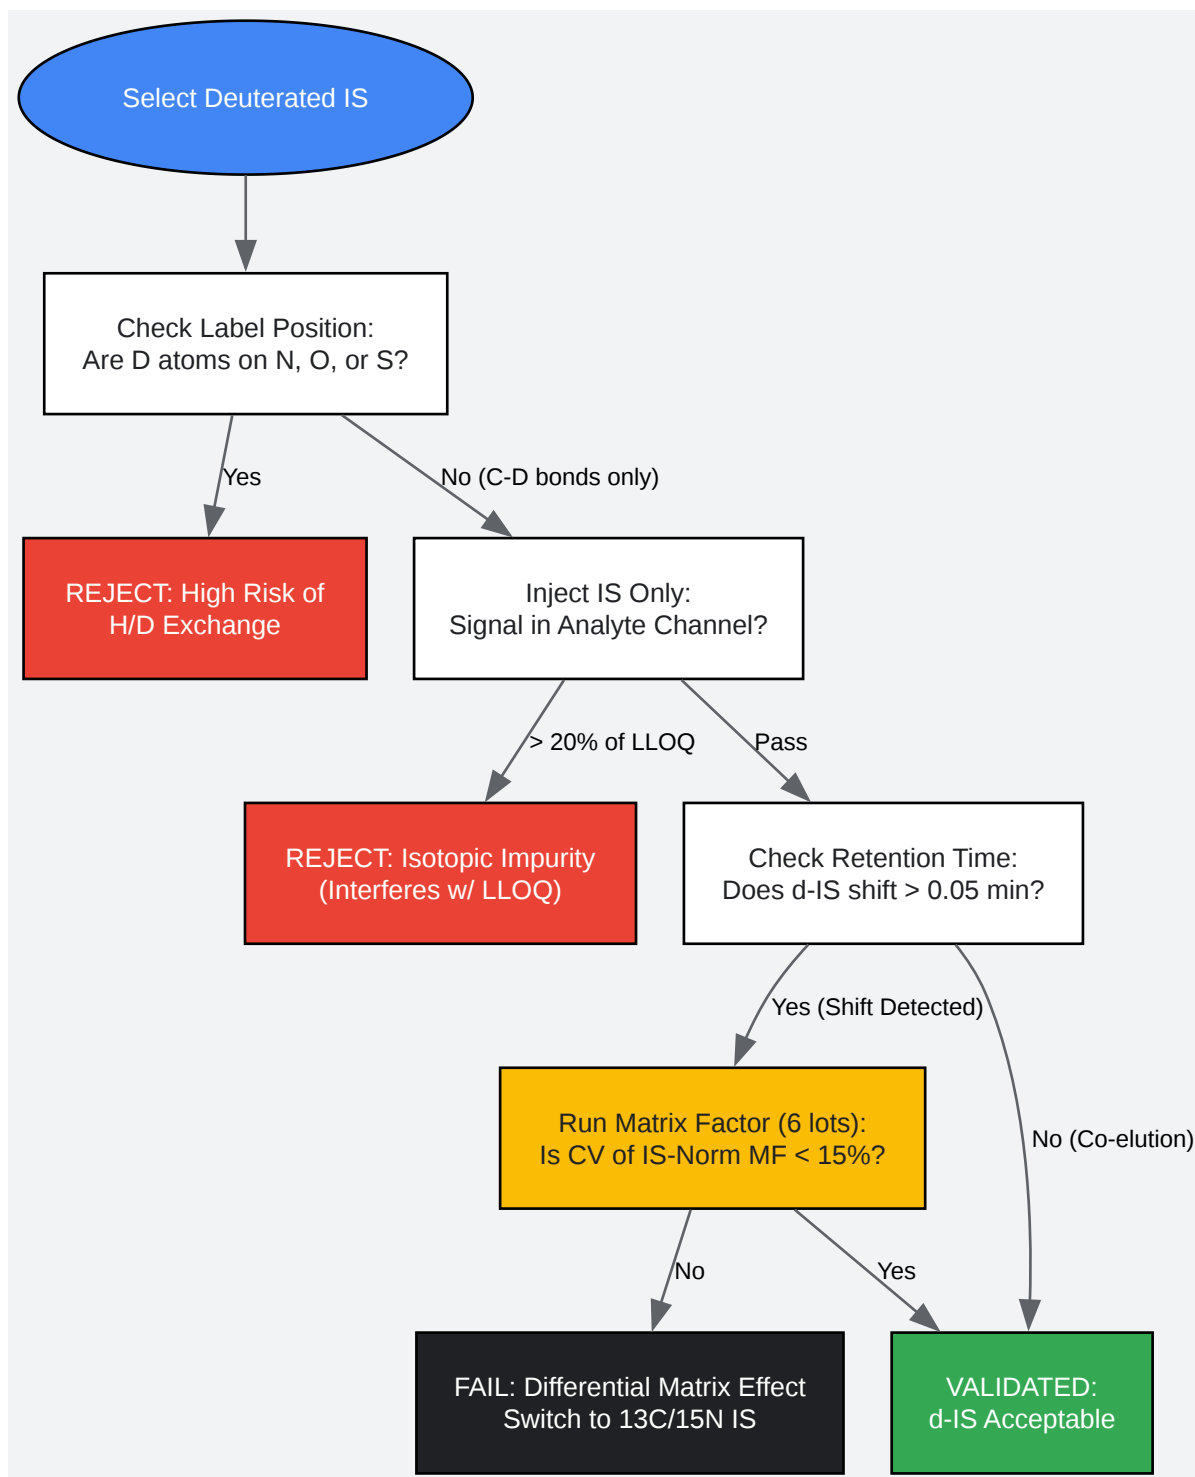 Select Deuterated IS
Check Label Position:
Are D atoms on N, O, or S?
Yes
No (C-D bonds only)
REJECT: High Risk of
H/D Exchange
Inject IS Only:
Signal in Analyte Channel?
> 20% of LLOQ
Pass
REJECT: Isotopic Impurity
(Interferes w/ LLOQ)
Check Retention Time:
Does d-IS shift > 0.05 min?
Yes (Shift Detected)
No (Co-elution)
Run Matrix Factor (6 lots):
Is CV of IS-Norm MF < 15%?
No
Yes
FAIL: Differential Matrix Effect
Switch to 13C/15N IS
VALIDATED:
d-IS Acceptable